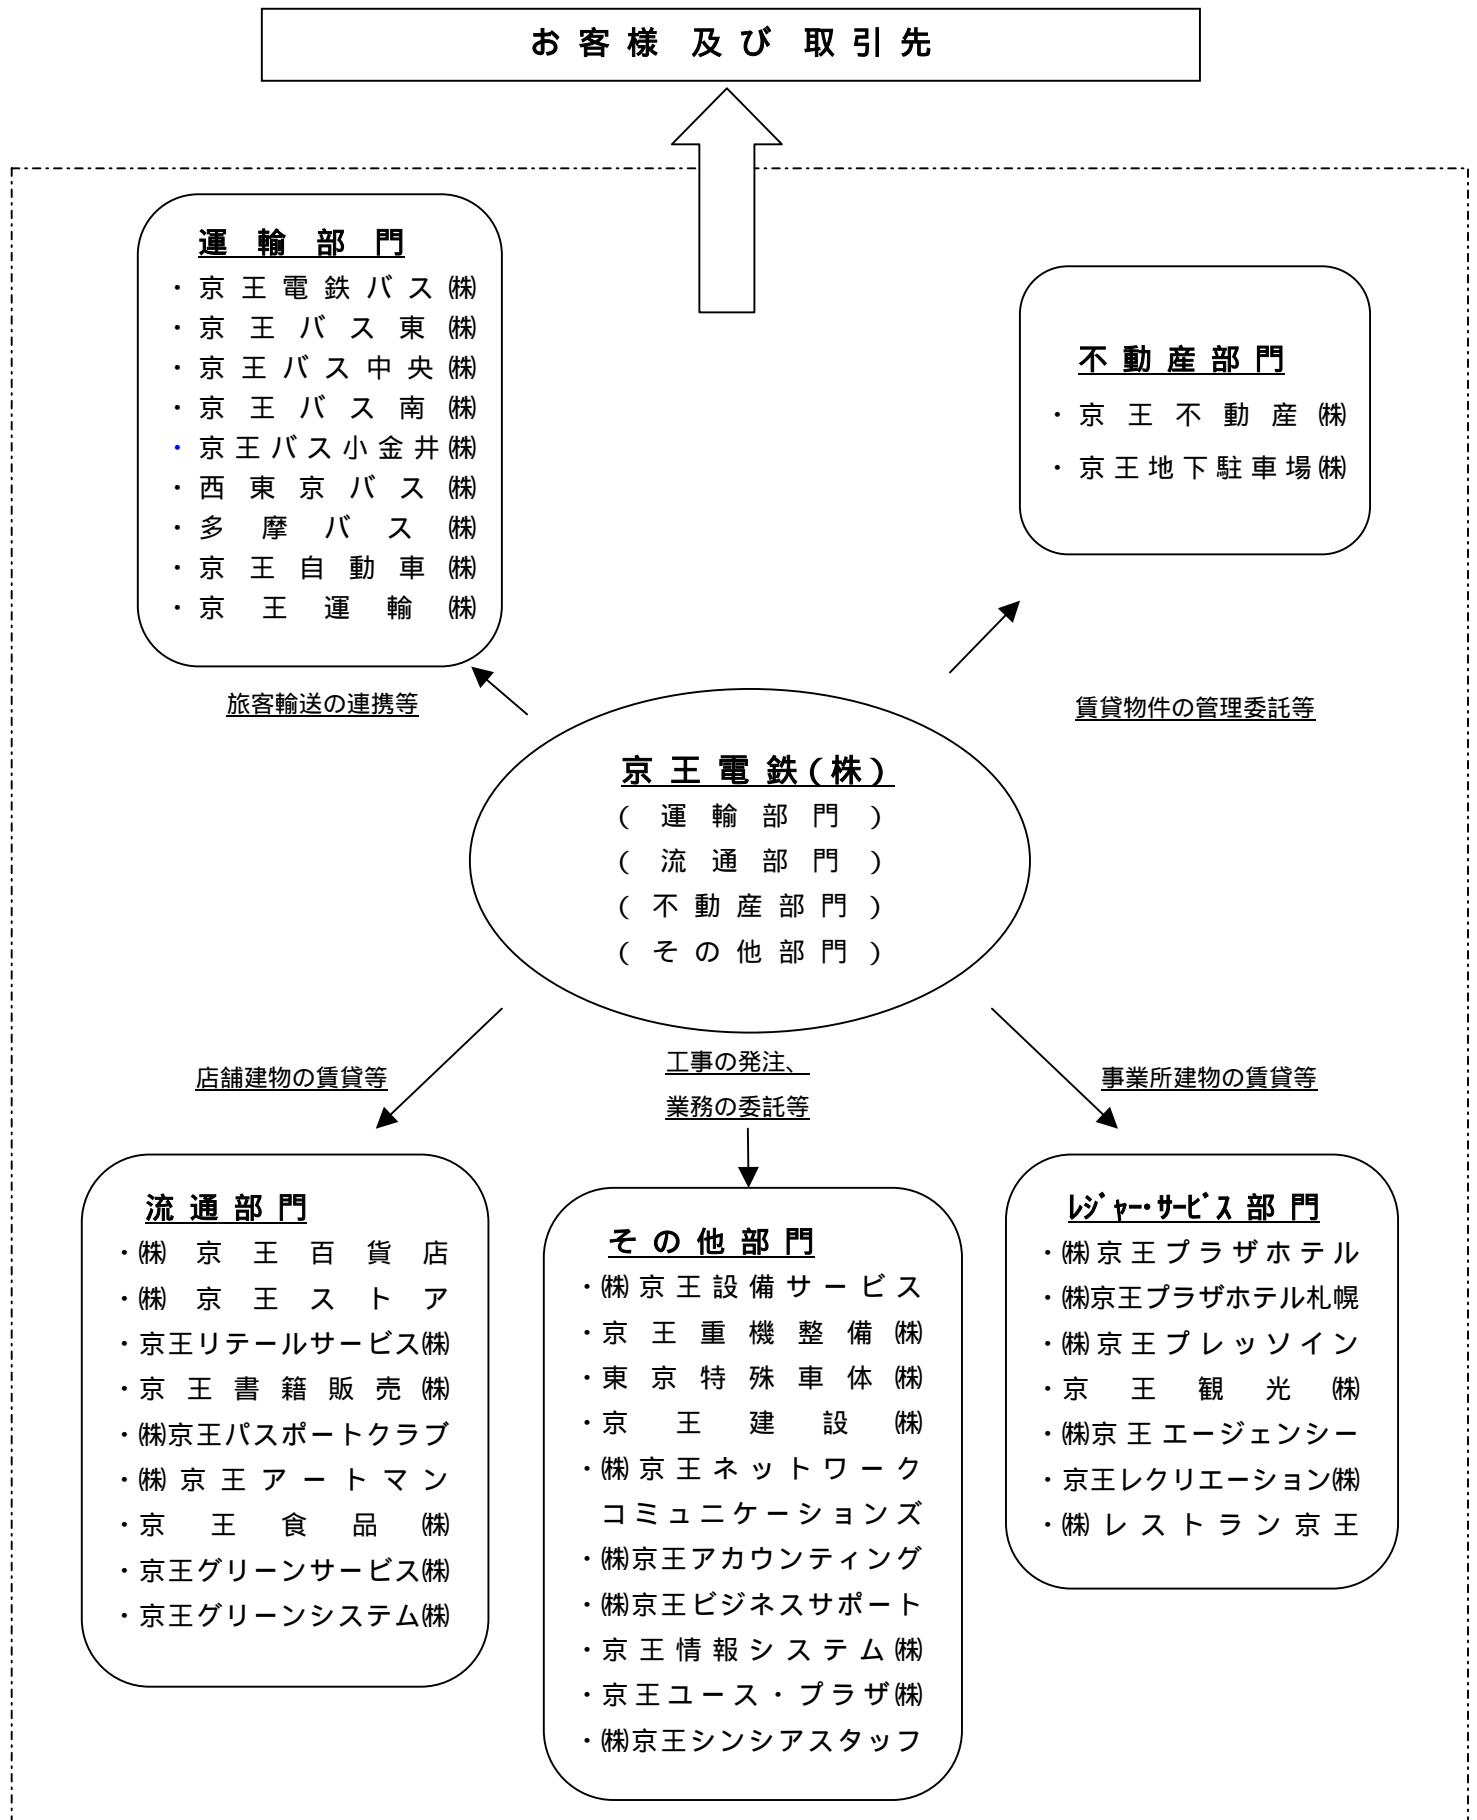 お客様 及び 取引先
運輸部門
・京王電鉄バス㈱
・京王バス東㈱
・京王バス中央㈱
・京王バス南㈱
・京王バス小金井㈱
・西東京バス㈱
・多摩バス㈱
・京王自動車㈱
・京王運輸㈱
不動産部門
・京王不動産㈱
・京王地下駐車場㈱
旅客輸送の連携等
賃貸物件の管理委託等
京王電鉄(株)
(運輸部門)
(流通部門)
(不動産部門)
(その他部門)
店舗建物の賃貸等
工事の発注、
業務の委託等
事業所建物の賃貸等
流通部門
・㈱京王百貨店
・㈱京王ストア
・京王リテールサービス㈱
・京王書籍販売㈱
・㈱京王パスポートクラブ
・㈱京王アートマン
・京王食品㈱
・京王グリーンサービス㈱
・京王グリーンシステム㈱
その他部門
・㈱京王設備サービス
・京王重機整備㈱
・東京特殊車体㈱
・京王建設㈱
・㈱京王ネットワーク
コミュニケーションズ
・㈱京王アカウンティング
・㈱京王ビジネスサポート
・京王情報システム㈱
・京王ユース・プラザ㈱
・㈱京王シンシアスタッフ
ﾚｼﾞｬｰ･ｻｰﾋﾞｽ部門
・㈱京王プラザホテル
・㈱京王プラザホテル札幌
・㈱京王プレッソイン
・京王観光㈱
・㈱京王エージェンシー
・京王レクリエーション㈱
・㈱レストラン京王